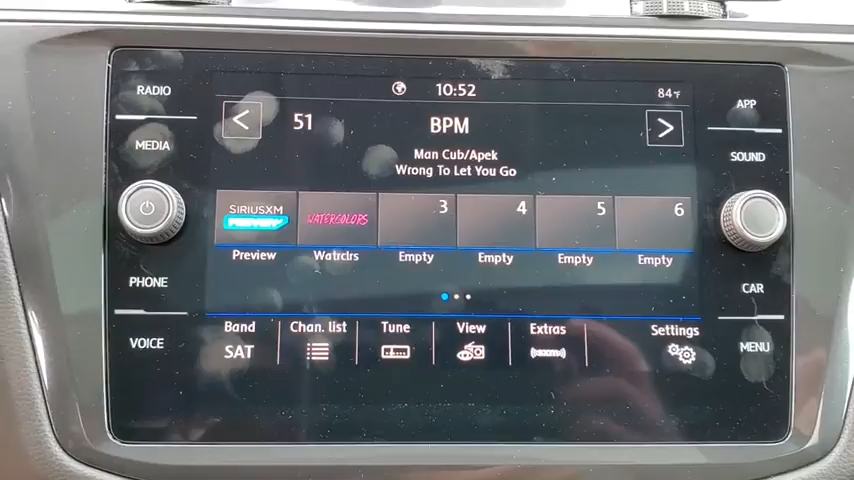 RADIO
MEDIA
PHONE
VOICE
10:52
84°F
51
BPM
Man Cub/Apek
Wrong To Let You Go
SIRIUSXM
PREVIEW
WATERCOLORS
3
4
5
6
Preview
Watrclrs
Empty
Empty
Empty
Empty
Band
Chan. list
Tune
View
Extras
Settings
SAT
((SiriusXM))
APP
SOUND
CAR
MENU